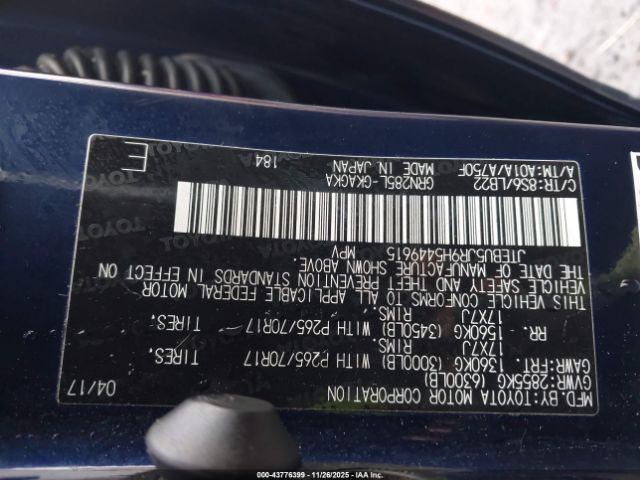 MFD. BY: TOYOTA MOTOR CORPORATION 04/17
GVWR: 2855KG (6300LB)
GAWR: FRT. 1360KG (3000LB) WITH P265/70R17 TIRES.
17X7J RIMS
RR. 1560KG (3450LB) WITH P265/70R17 TIRES.
17X7J RIMS
THIS VEHICLE CONFORMS TO ALL APPLICABLE FEDERAL MOTOR
VEHICLE SAFETY AND THEFT PREVENTION STANDARDS IN EFFECT ON
THE DATE OF MANUFACTURE SHOWN ABOVE.
JTEBU5JR9H5449615 MPV
C/TR: 8S6/LB22 GRN285L-GKAGKA 184 E
A/TM: A01A/A750F MADE IN JAPAN
TOYOTA
000-43776399 - 11/26/2025 - IAAI.COM